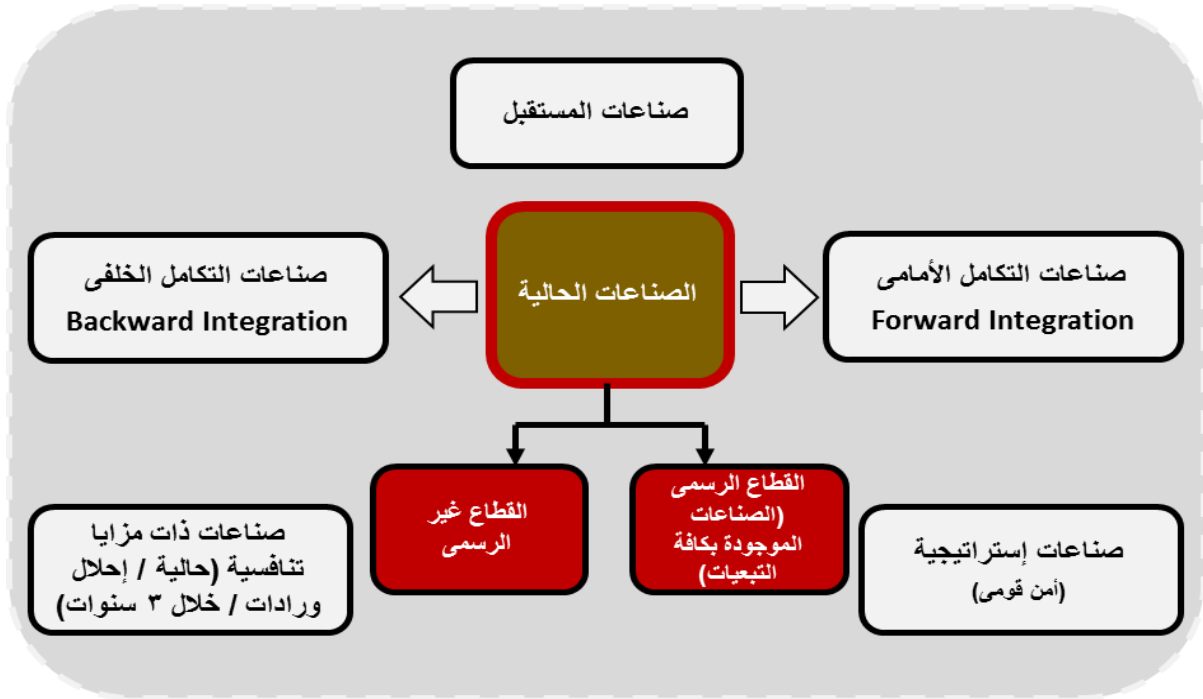 صناعات المستقبل
صناعات التكامل الأمامى
Forward Integration
الصناعات الحالية
صناعات التكامل الخلفى
Backward Integration
القطاع الرسمى
(الصناعات
الموجودة بكافة
التبعيات)
القطاع غير
الرسمى
صناعات إستراتيجية
(أمن قومى)
صناعات ذات مزايا
تنافسية (حالية / إحلال
ورادات / خلال ٣ سنوات)